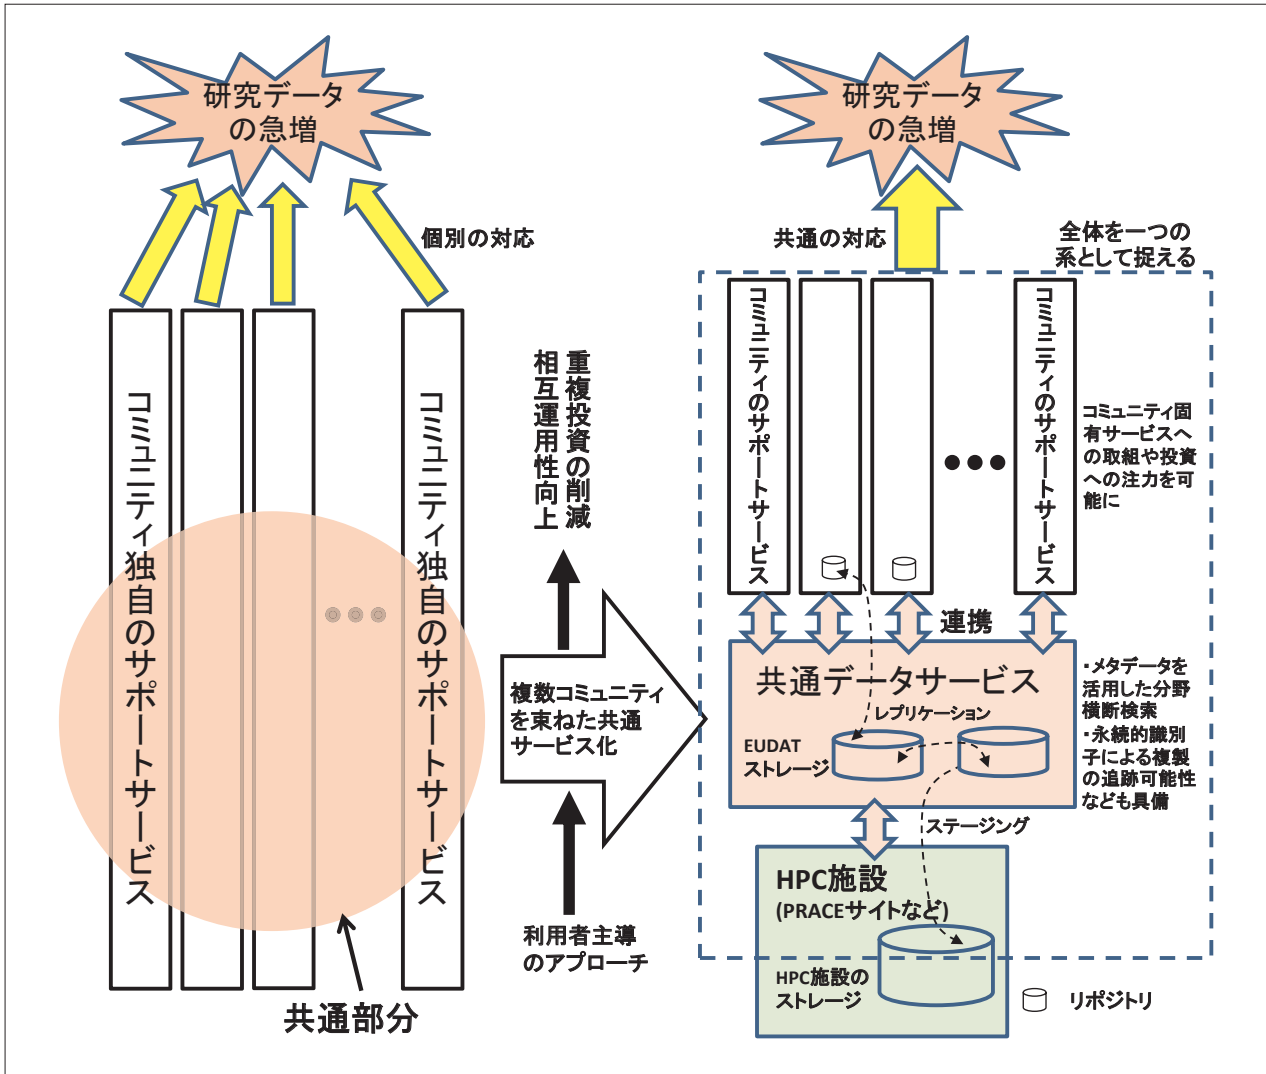 研究データ
の急増
個別の対応
コミュニティ独自のサポートサービス
コミュニティ独自のサポートサービス
共通部分
重複投資の削減
相互運用性向上
複数コミュニティ
を束ねた共通
サービス化
利用者主導
のアプローチ
研究データ
の急増
共通の対応
全体を一つの
系として捉える
コミュニティのサポートサービス
コミュニティのサポートサービス
コミュニティ固
有サービスへ
の取組や投資
への注力を可
能に
連携
共通データサービス
レプリケーション
EUDAT
ストレージ
・メタデータを
活用した分野
横断検索
・永続的識別
子による複製
の追跡可能性
なども具備
ステージング
HPC施設
(PRACEサイトなど)
HPC施設の
ストレージ
リポジトリ